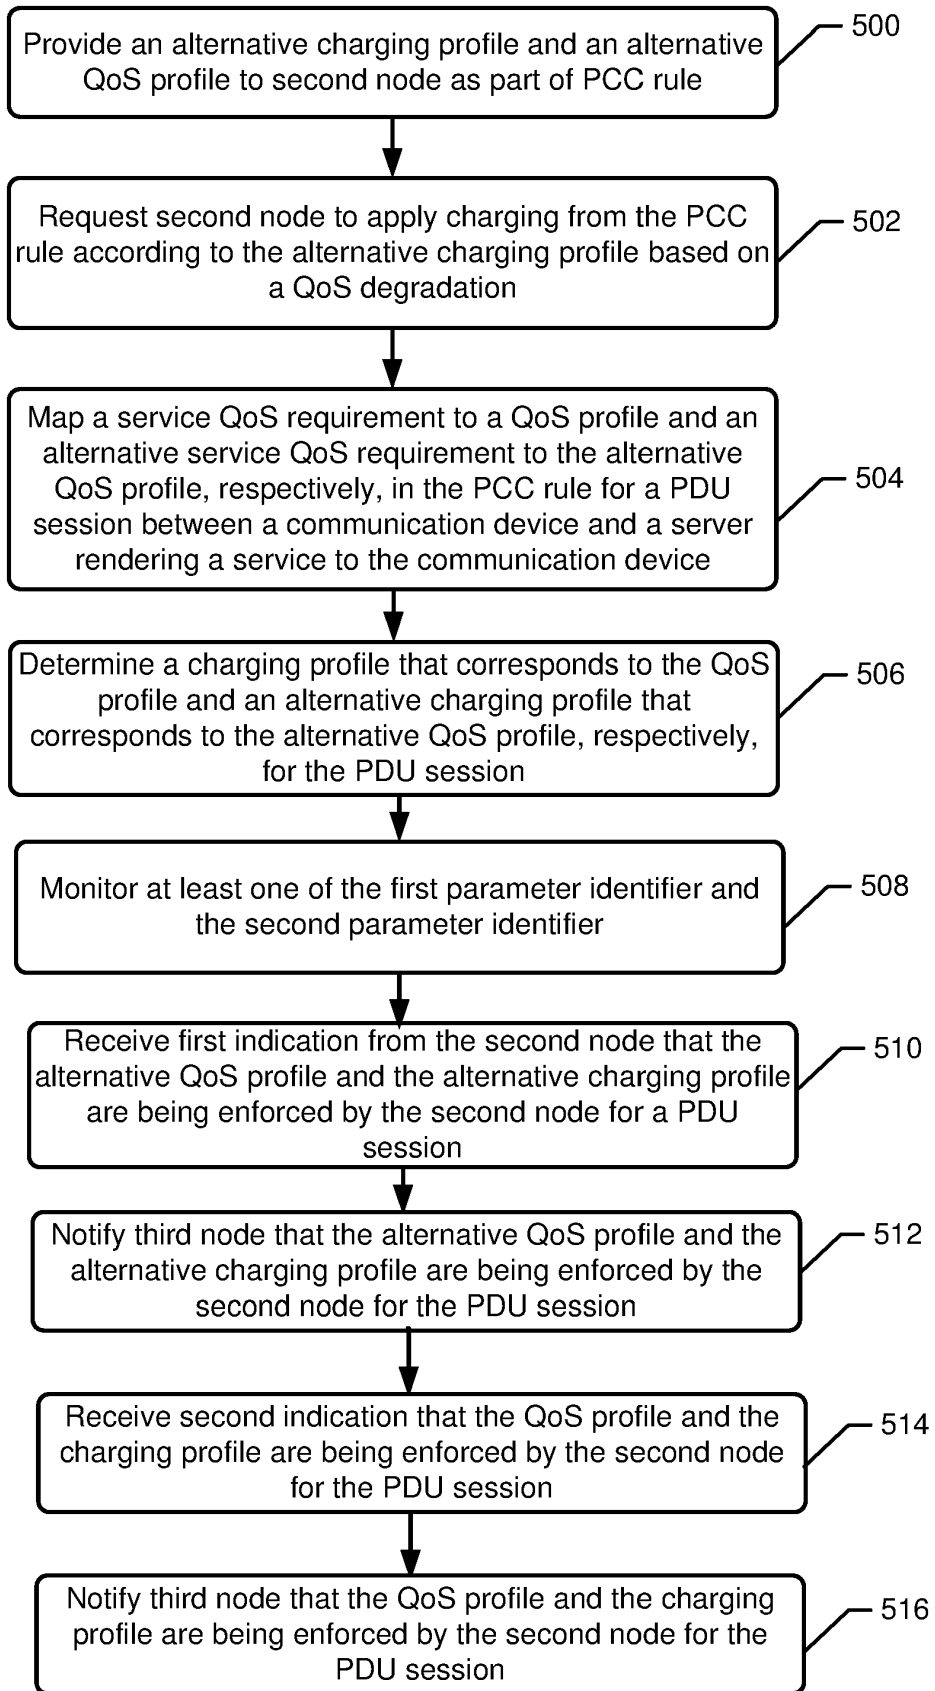 Provide an alternative charging profile and an alternative
QoS profile to second node as part of PCC rule
500
Request second node to apply charging from the PCC
rule according to the alternative charging profile based on
a QoS degradation
502
Map a service QoS requirement to a QoS profile and an
alternative service QoS requirement to the alternative
QoS profile, respectively, in the PCC rule for a PDU
session between a communication device and a server
rendering a service to the communication device
504
Determine a charging profile that corresponds to the QoS
profile and an alternative charging profile that
corresponds to the alternative QoS profile, respectively,
for the PDU session
506
Monitor at least one of the first parameter identifier and
the second parameter identifier
508
Receive first indication from the second node that the
alternative QoS profile and the alternative charging profile
are being enforced by the second node for a PDU
session
510
Notify third node that the alternative QoS profile and the
alternative charging profile are being enforced by the
second node for the PDU session
512
Receive second indication that the QoS profile and the
charging profile are being enforced by the second node
for the PDU session
514
Notify third node that the QoS profile and the charging
profile are being enforced by the second node for the
PDU session
516